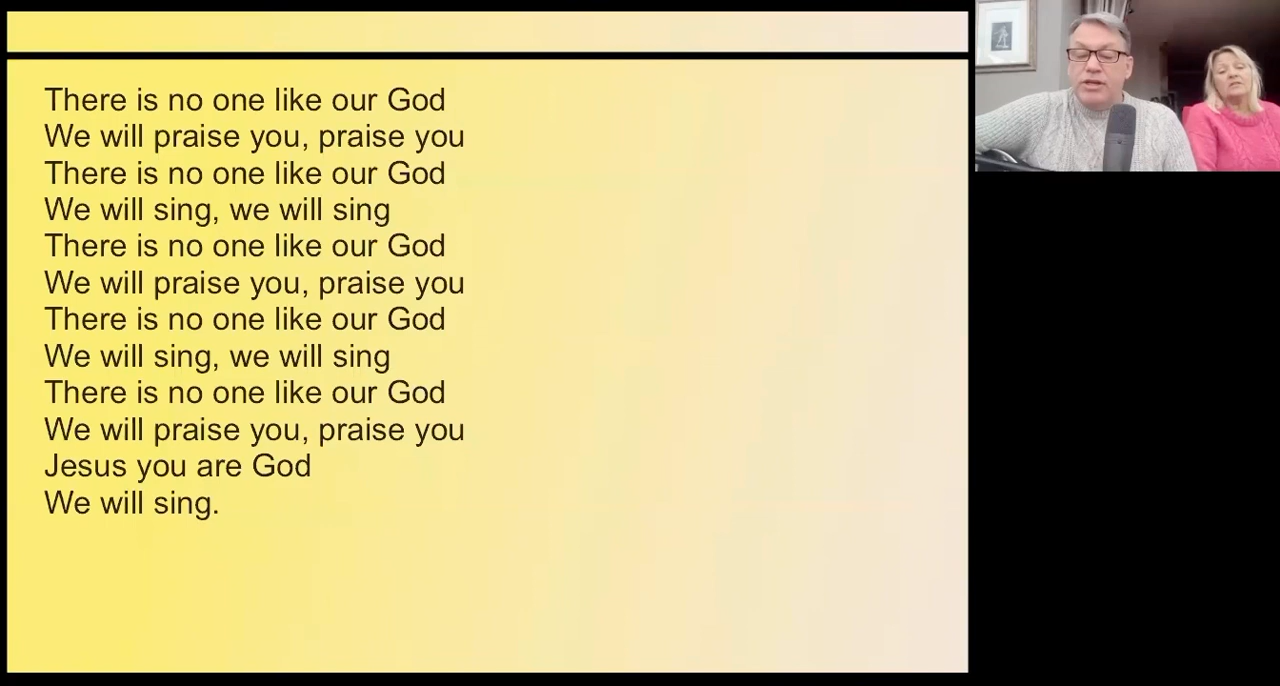 There is no one like our God
We will praise you, praise you
There is no one like our God
We will sing, we will sing
There is no one like our God
We will praise you, praise you
There is no one like our God
We will sing, we will sing
There is no one like our God
We will praise you, praise you
Jesus you are God
We will sing.